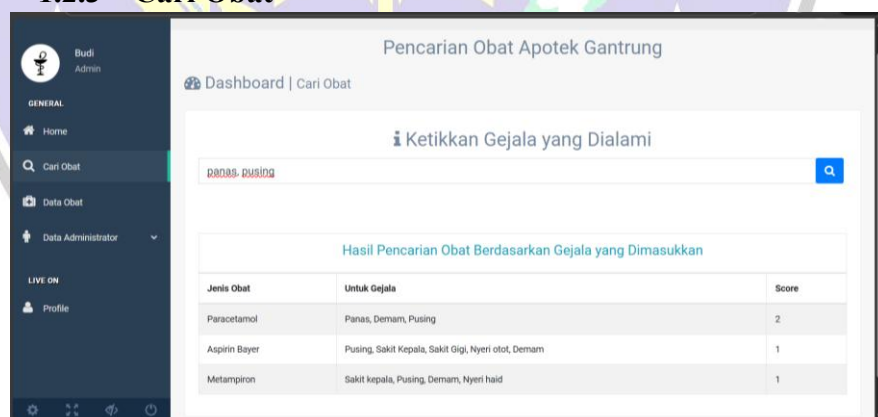 Cari Obat
Budi
Admin
GENERAL
Home
Cari Obat
Data Obat
Data Administrator
LIVE ON
Profile
Pencarian Obat Apotek Gantrung
Dashboard | Cari Obat
Ketikkan Gejala yang Dialami
panas, pusing
Hasil Pencarian Obat Berdasarkan Gejala yang Dimasukkan
Jenis Obat Untuk Gejala Score
Paracetamol Panas, Demam, Pusing 2
Aspirin Bayer Pusing, Sakit Kepala, Sakit Gigi, Nyeri otot, Demam 1
Metampiron Sakit kepala, Pusing, Demam, Nyeri haid 1